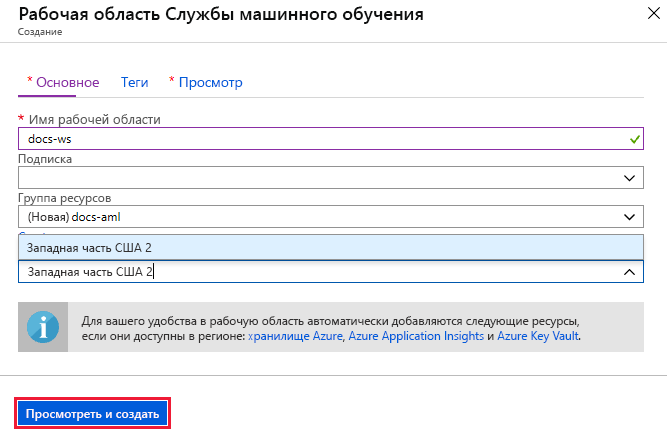 Рабочая область Службы машинного обучения
Создание
* Основное Теги * Просмотр
* Имя рабочей области
docs-ws
Подписка
Группа ресурсов
(Новая) docs-aml
Западная часть США 2
Западная часть США 2
Для вашего удобства в рабочую область автоматически добавляются следующие ресурсы,
если они доступны в регионе: хранилище Azure, Azure Application Insights и Azure Key Vault.
Просмотреть и создать